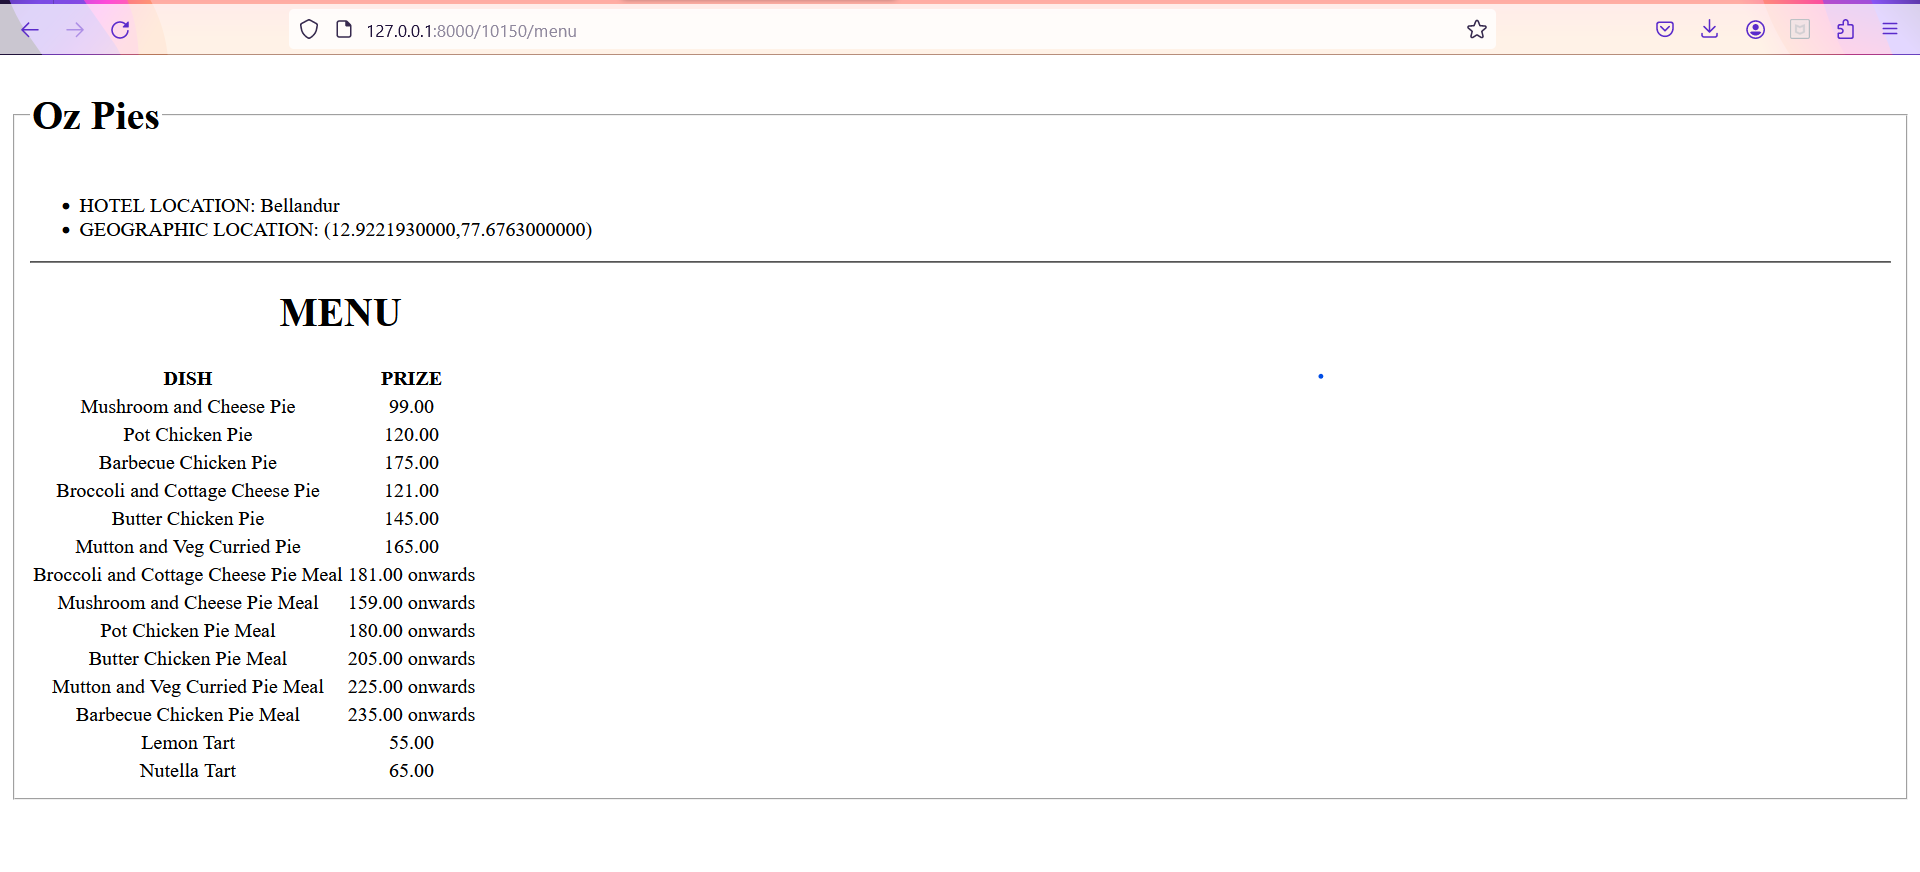 127.0.0.1:8000/10150/menu
Oz Pies
HOTEL LOCATION: Bellandur
GEOGRAPHIC LOCATION: (12.9221930000,77.6763000000)
MENU
DISH PRIZE
Mushroom and Cheese Pie 99.00
Pot Chicken Pie 120.00
Barbecue Chicken Pie 175.00
Broccoli and Cottage Cheese Pie 121.00
Butter Chicken Pie 145.00
Mutton and Veg Curried Pie 165.00
Broccoli and Cottage Cheese Pie Meal 181.00 onwards
Mushroom and Cheese Pie Meal 159.00 onwards
Pot Chicken Pie Meal 180.00 onwards
Butter Chicken Pie Meal 205.00 onwards
Mutton and Veg Curried Pie Meal 225.00 onwards
Barbecue Chicken Pie Meal 235.00 onwards
Lemon Tart 55.00
Nutella Tart 65.00